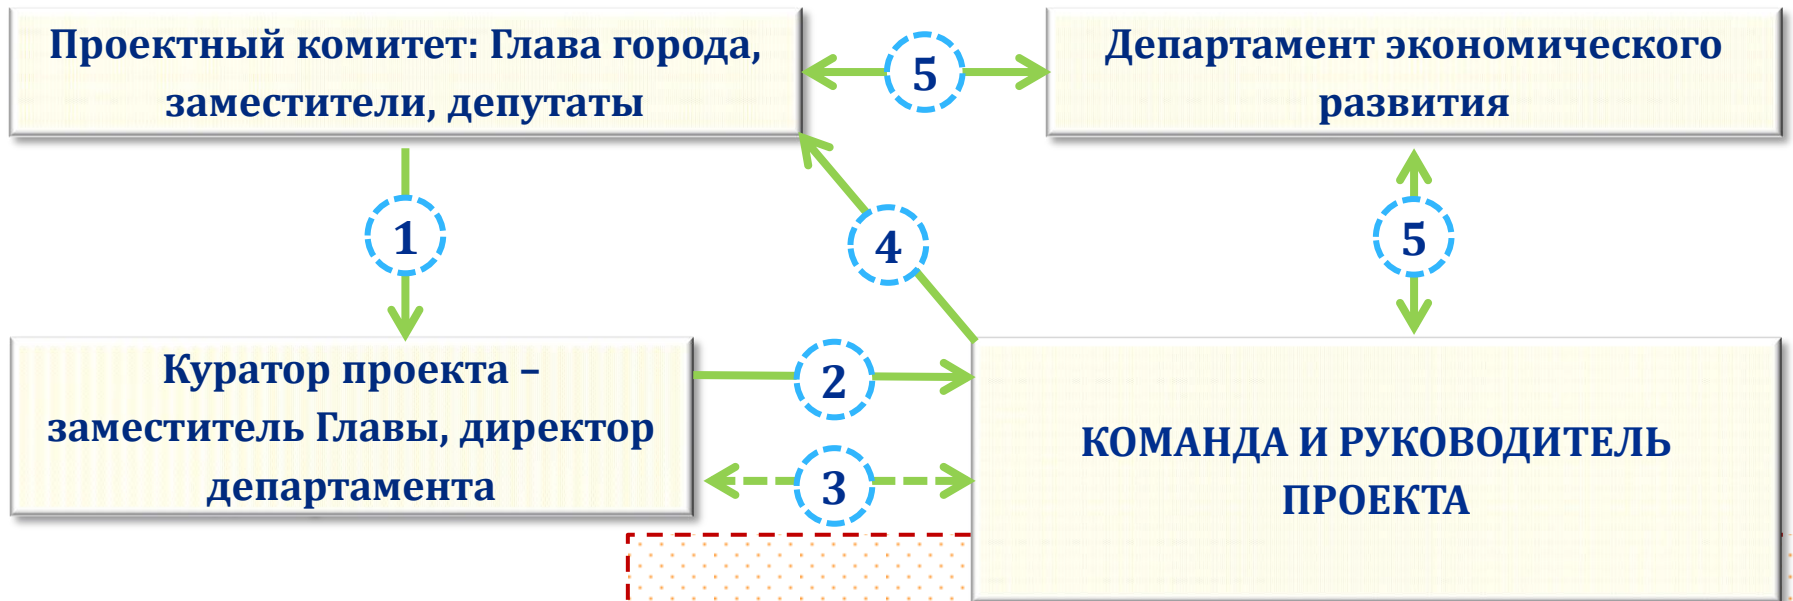 Проектный комитет: Глава города,
заместители, депутаты
5
Департамент экономического
развития
1
4
5
Куратор проекта –
заместитель Главы, директор
департамента
2
3
КОМАНДА И РУКОВОДИТЕЛЬ
ПРОЕКТА